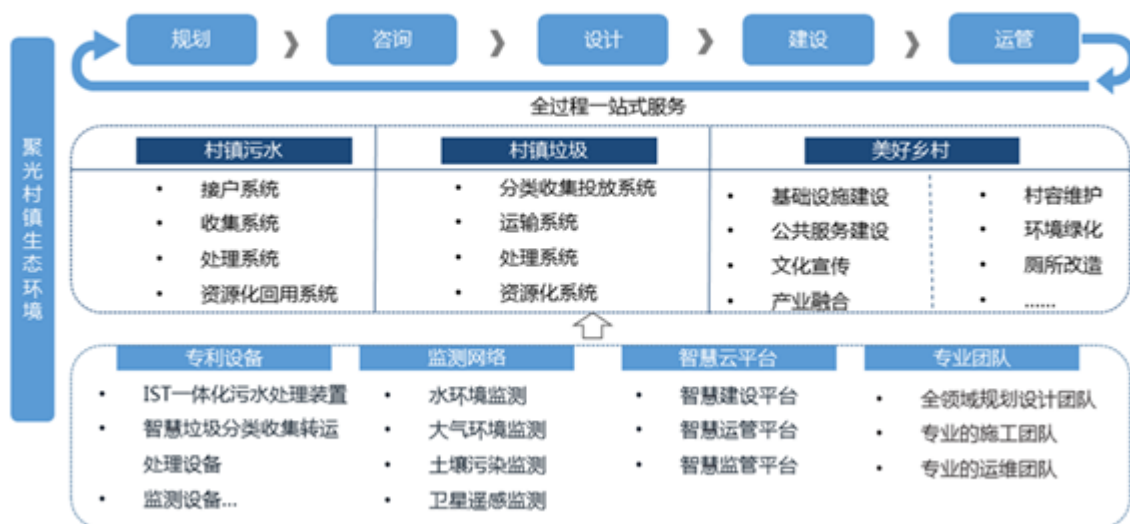 聚光村镇生态环境
规划
咨询
设计
建设
运管
全过程一站式服务
村镇污水
• 接户系统
• 收集系统
• 处理系统
• 资源化回用系统
村镇垃圾
• 分类收集投放系统
• 运输系统
• 处理系统
• 资源化系统
美好乡村
• 基础设施建设
• 公共服务建设
• 文化宣传
• 产业融合
• 村容维护
• 环境绿化
• 厕所改造
• ......
专利设备
• IST一体化污水处理装置
• 智慧垃圾分类收集转运
处理设备
• 监测设备...
监测网络
• 水环境监测
• 大气环境监测
• 土壤污染监测
• 卫星遥感监测
智慧云平台
• 智慧建设平台
• 智慧运管平台
• 智慧监管平台
专业团队
• 全领域规划设计团队
• 专业的施工团队
• 专业的运维团队